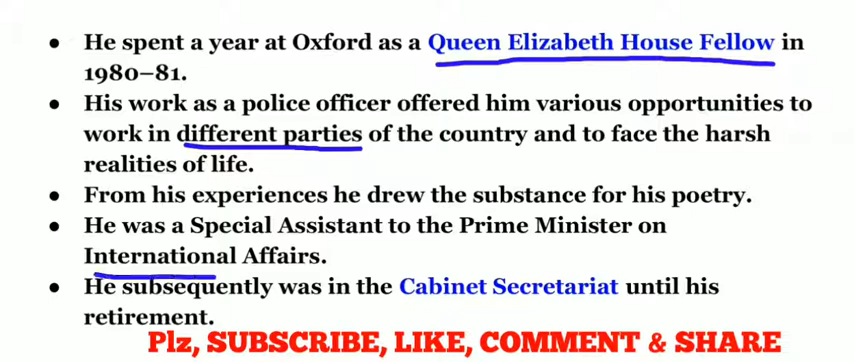 • He spent a year at Oxford as a Queen Elizabeth House Fellow in
1980–81.
• His work as a police officer offered him various opportunities to
work in different parties of the country and to face the harsh
realities of life.
• From his experiences he drew the substance for his poetry.
• He was a Special Assistant to the Prime Minister on
International Affairs.
• He subsequently was in the Cabinet Secretariat until his
retirement.
Plz, SUBSCRIBE, LIKE, COMMENT & SHARE